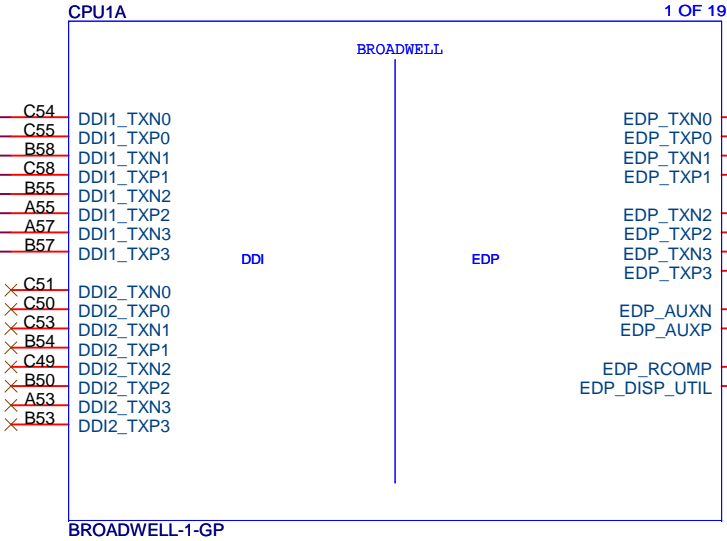 CPU1A
1 OF 19
BROADWELL
C54 DDI1_TXN0
C55 DDI1_TXP0
B58 DDI1_TXN1
C58 DDI1_TXP1
B55 DDI1_TXN2
A55 DDI1_TXP2
A57 DDI1_TXN3
B57 DDI1_TXP3
C51 DDI2_TXN0
C50 DDI2_TXP0
C53 DDI2_TXN1
B54 DDI2_TXP1
C49 DDI2_TXN2
B50 DDI2_TXP2
A53 DDI2_TXN3
B53 DDI2_TXP3
DDI
EDP
EDP_TXN0
EDP_TXP0
EDP_TXN1
EDP_TXP1
EDP_TXN2
EDP_TXP2
EDP_TXN3
EDP_TXP3
EDP_AUXN
EDP_AUXP
EDP_RCOMP
EDP_DISP_UTIL
BROADWELL-1-GP